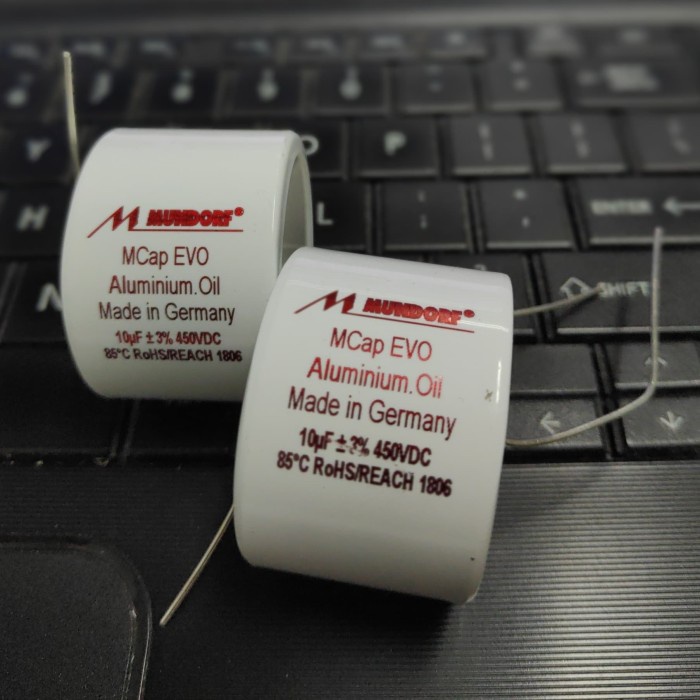 MUNDORF®
MCap EVO
Aluminium.Oil
Made in Germany
10µF ± 3% 450VDC
85°C RoHS/REACH 1806
MUNDORF®
MCap EVO
Aluminium.Oil
Made in Germany
10µF ± 3% 450VDC
85°C RoHS/REACH 1806
Y
P
H
L
ENTER
N
SHIFT